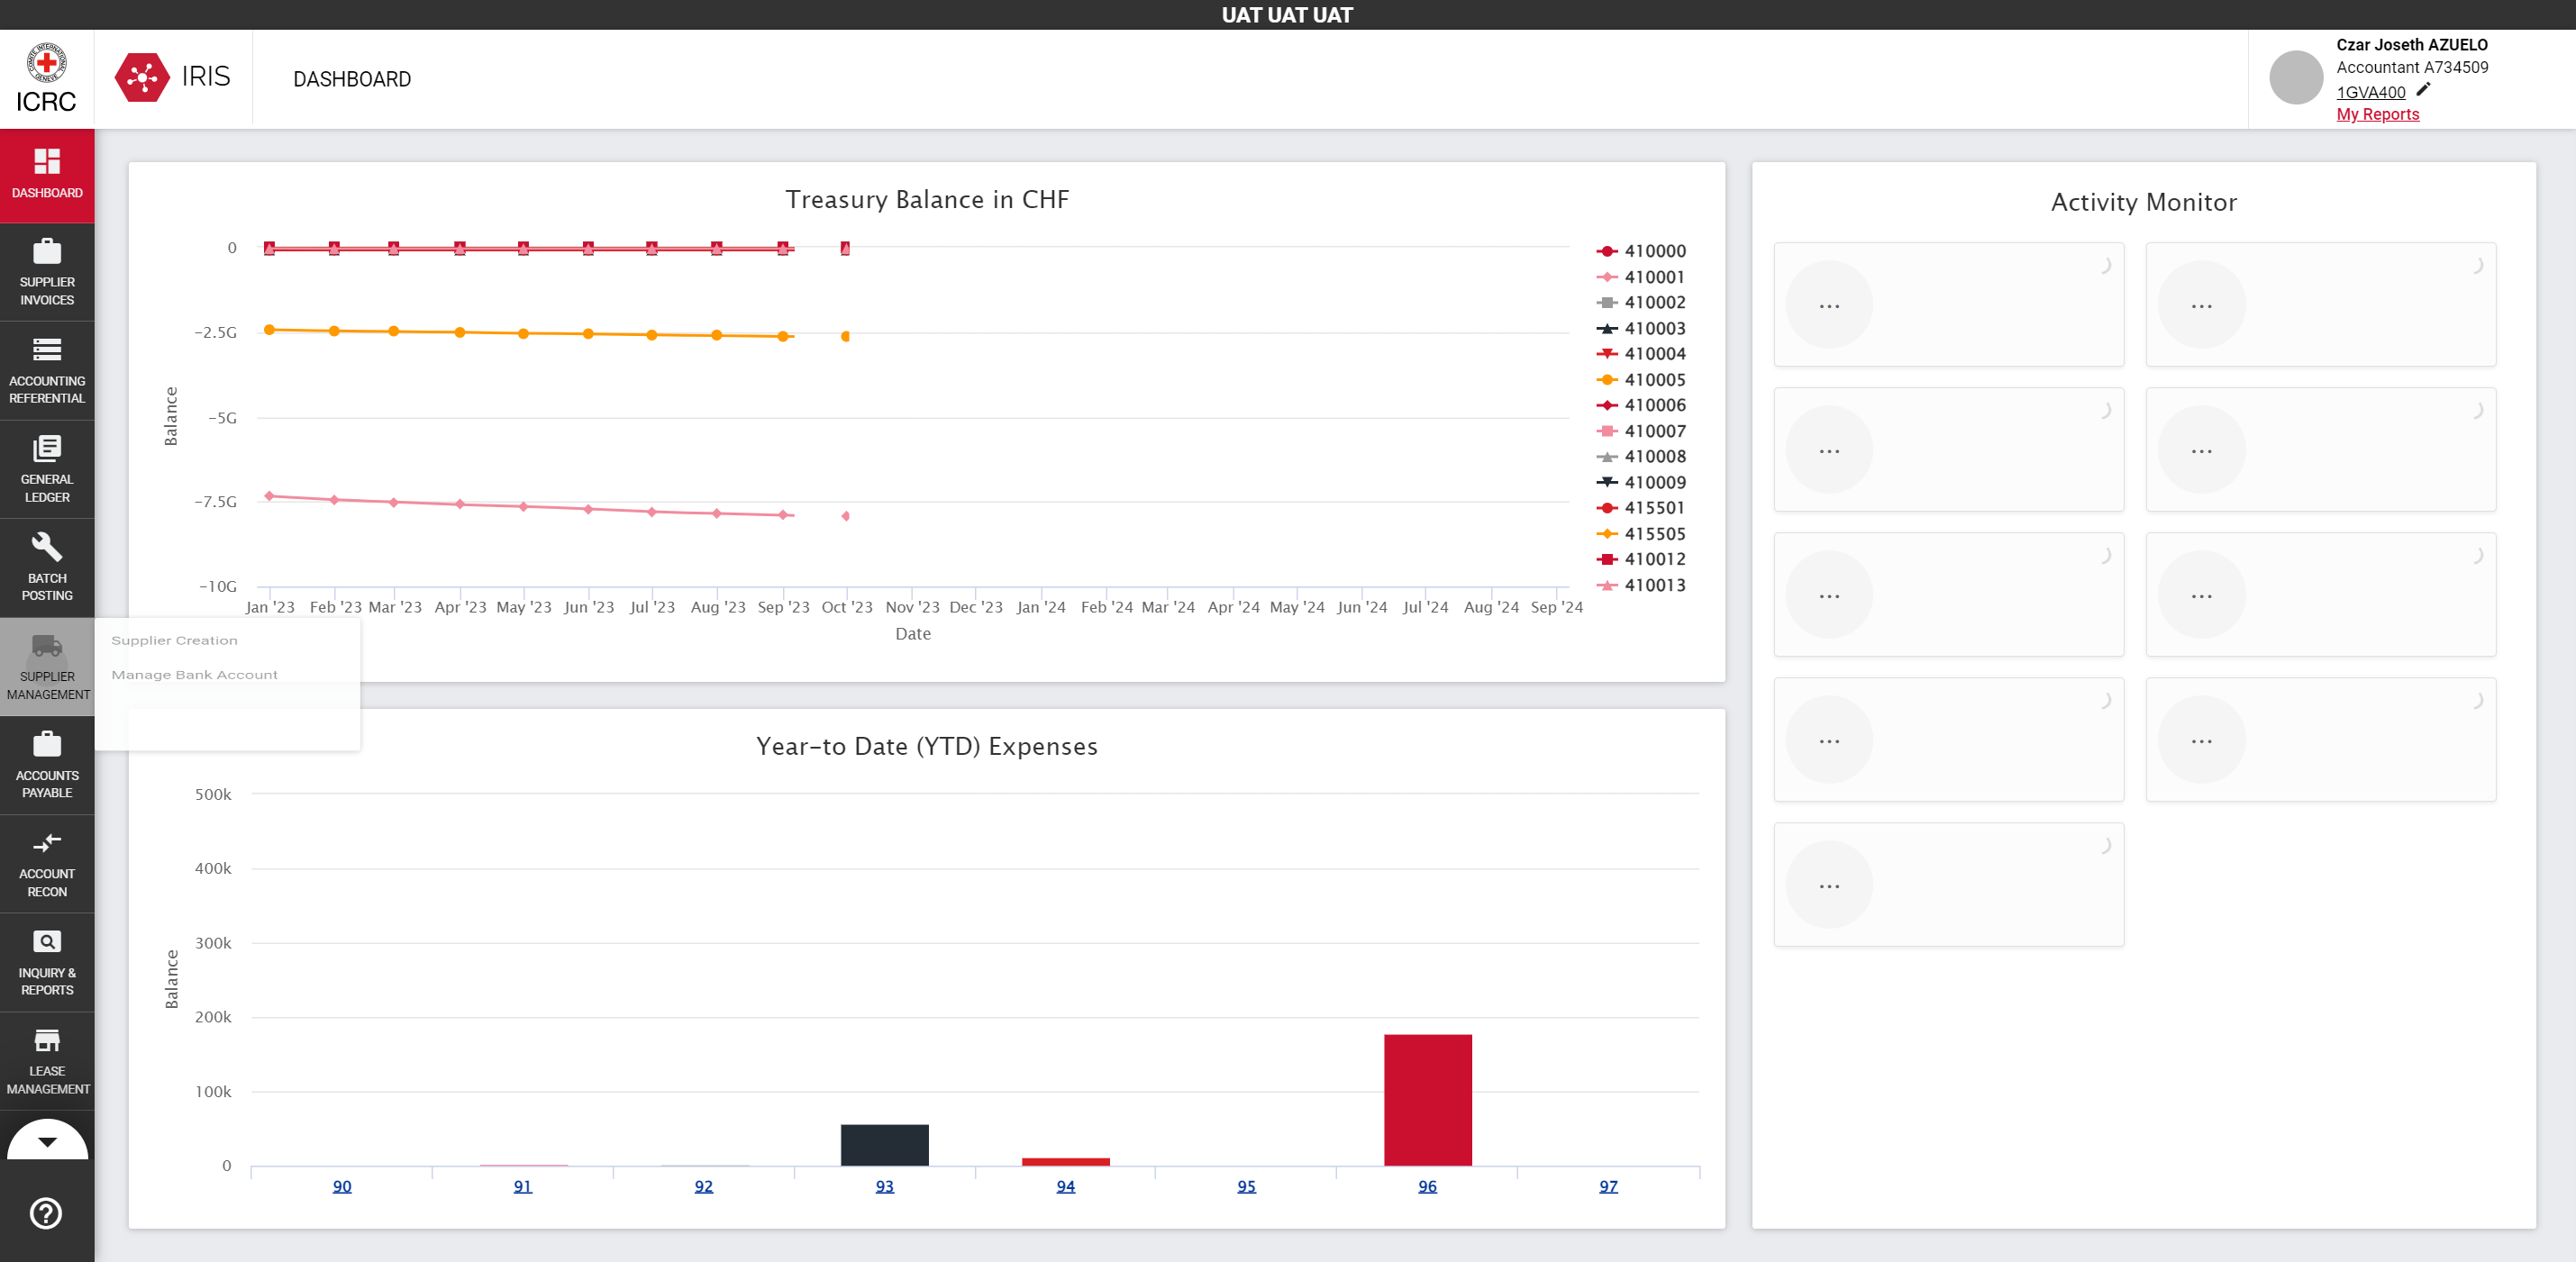 UAT UAT UAT
ICRC
IRIS
DASHBOARD
Czar Joseth AZUELO
Accountant A734509
1GVA400
My Reports
DASHBOARD
SUPPLIER
INVOICES
ACCOUNTING
REFERENTIAL
GENERAL
LEDGER
BATCH
POSTING
SUPPLIER
MANAGEMENT
Supplier Creation
Manage Bank Account
ACCOUNTS
PAYABLE
ACCOUNT
RECON
INQUIRY &
REPORTS
LEASE
MANAGEMENT
Treasury Balance in CHF
Balance
0
−2.5G
−5G
−7.5G
−10G
Jan '23 Feb '23 Mar '23 Apr '23 May '23 Jun '23 Jul '23 Aug '23 Sep '23 Oct '23 Nov '23 Dec '23 Jan '24 Feb '24 Mar '24 Apr '24 May '24 Jun '24 Jul '24 Aug '24 Sep '24
Date
410000
410001
410002
410003
410004
410005
410006
410007
410008
410009
415501
415505
410012
410013
Year-to Date (YTD) Expenses
Balance
500k
400k
300k
200k
100k
0
90 91 92 93 94 95 96 97
Activity Monitor
... ...
... ...
... ...
... ...
...